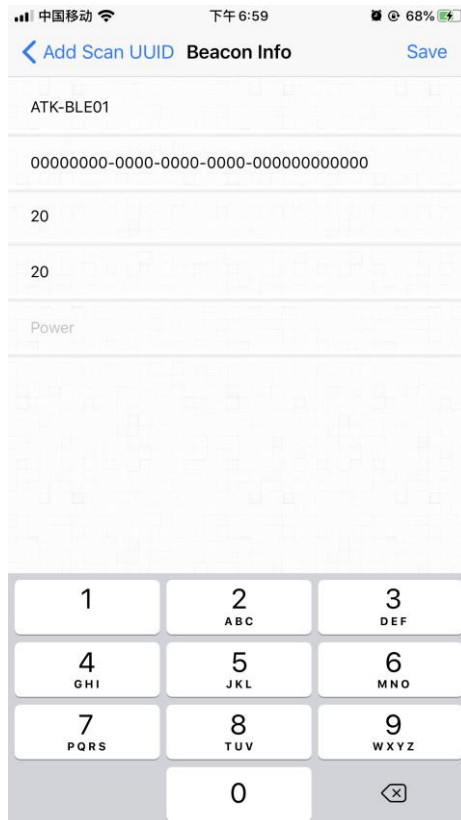 中国移动 下午 6:59 68%
Add Scan UUID Beacon Info Save
ATK-BLE01
00000000-0000-0000-0000-000000000000
20
20
Power
1 2 3
ABC DEF
4 5 6
GHI JKL MNO
7 8 9
PQRS TUV WXYZ
0